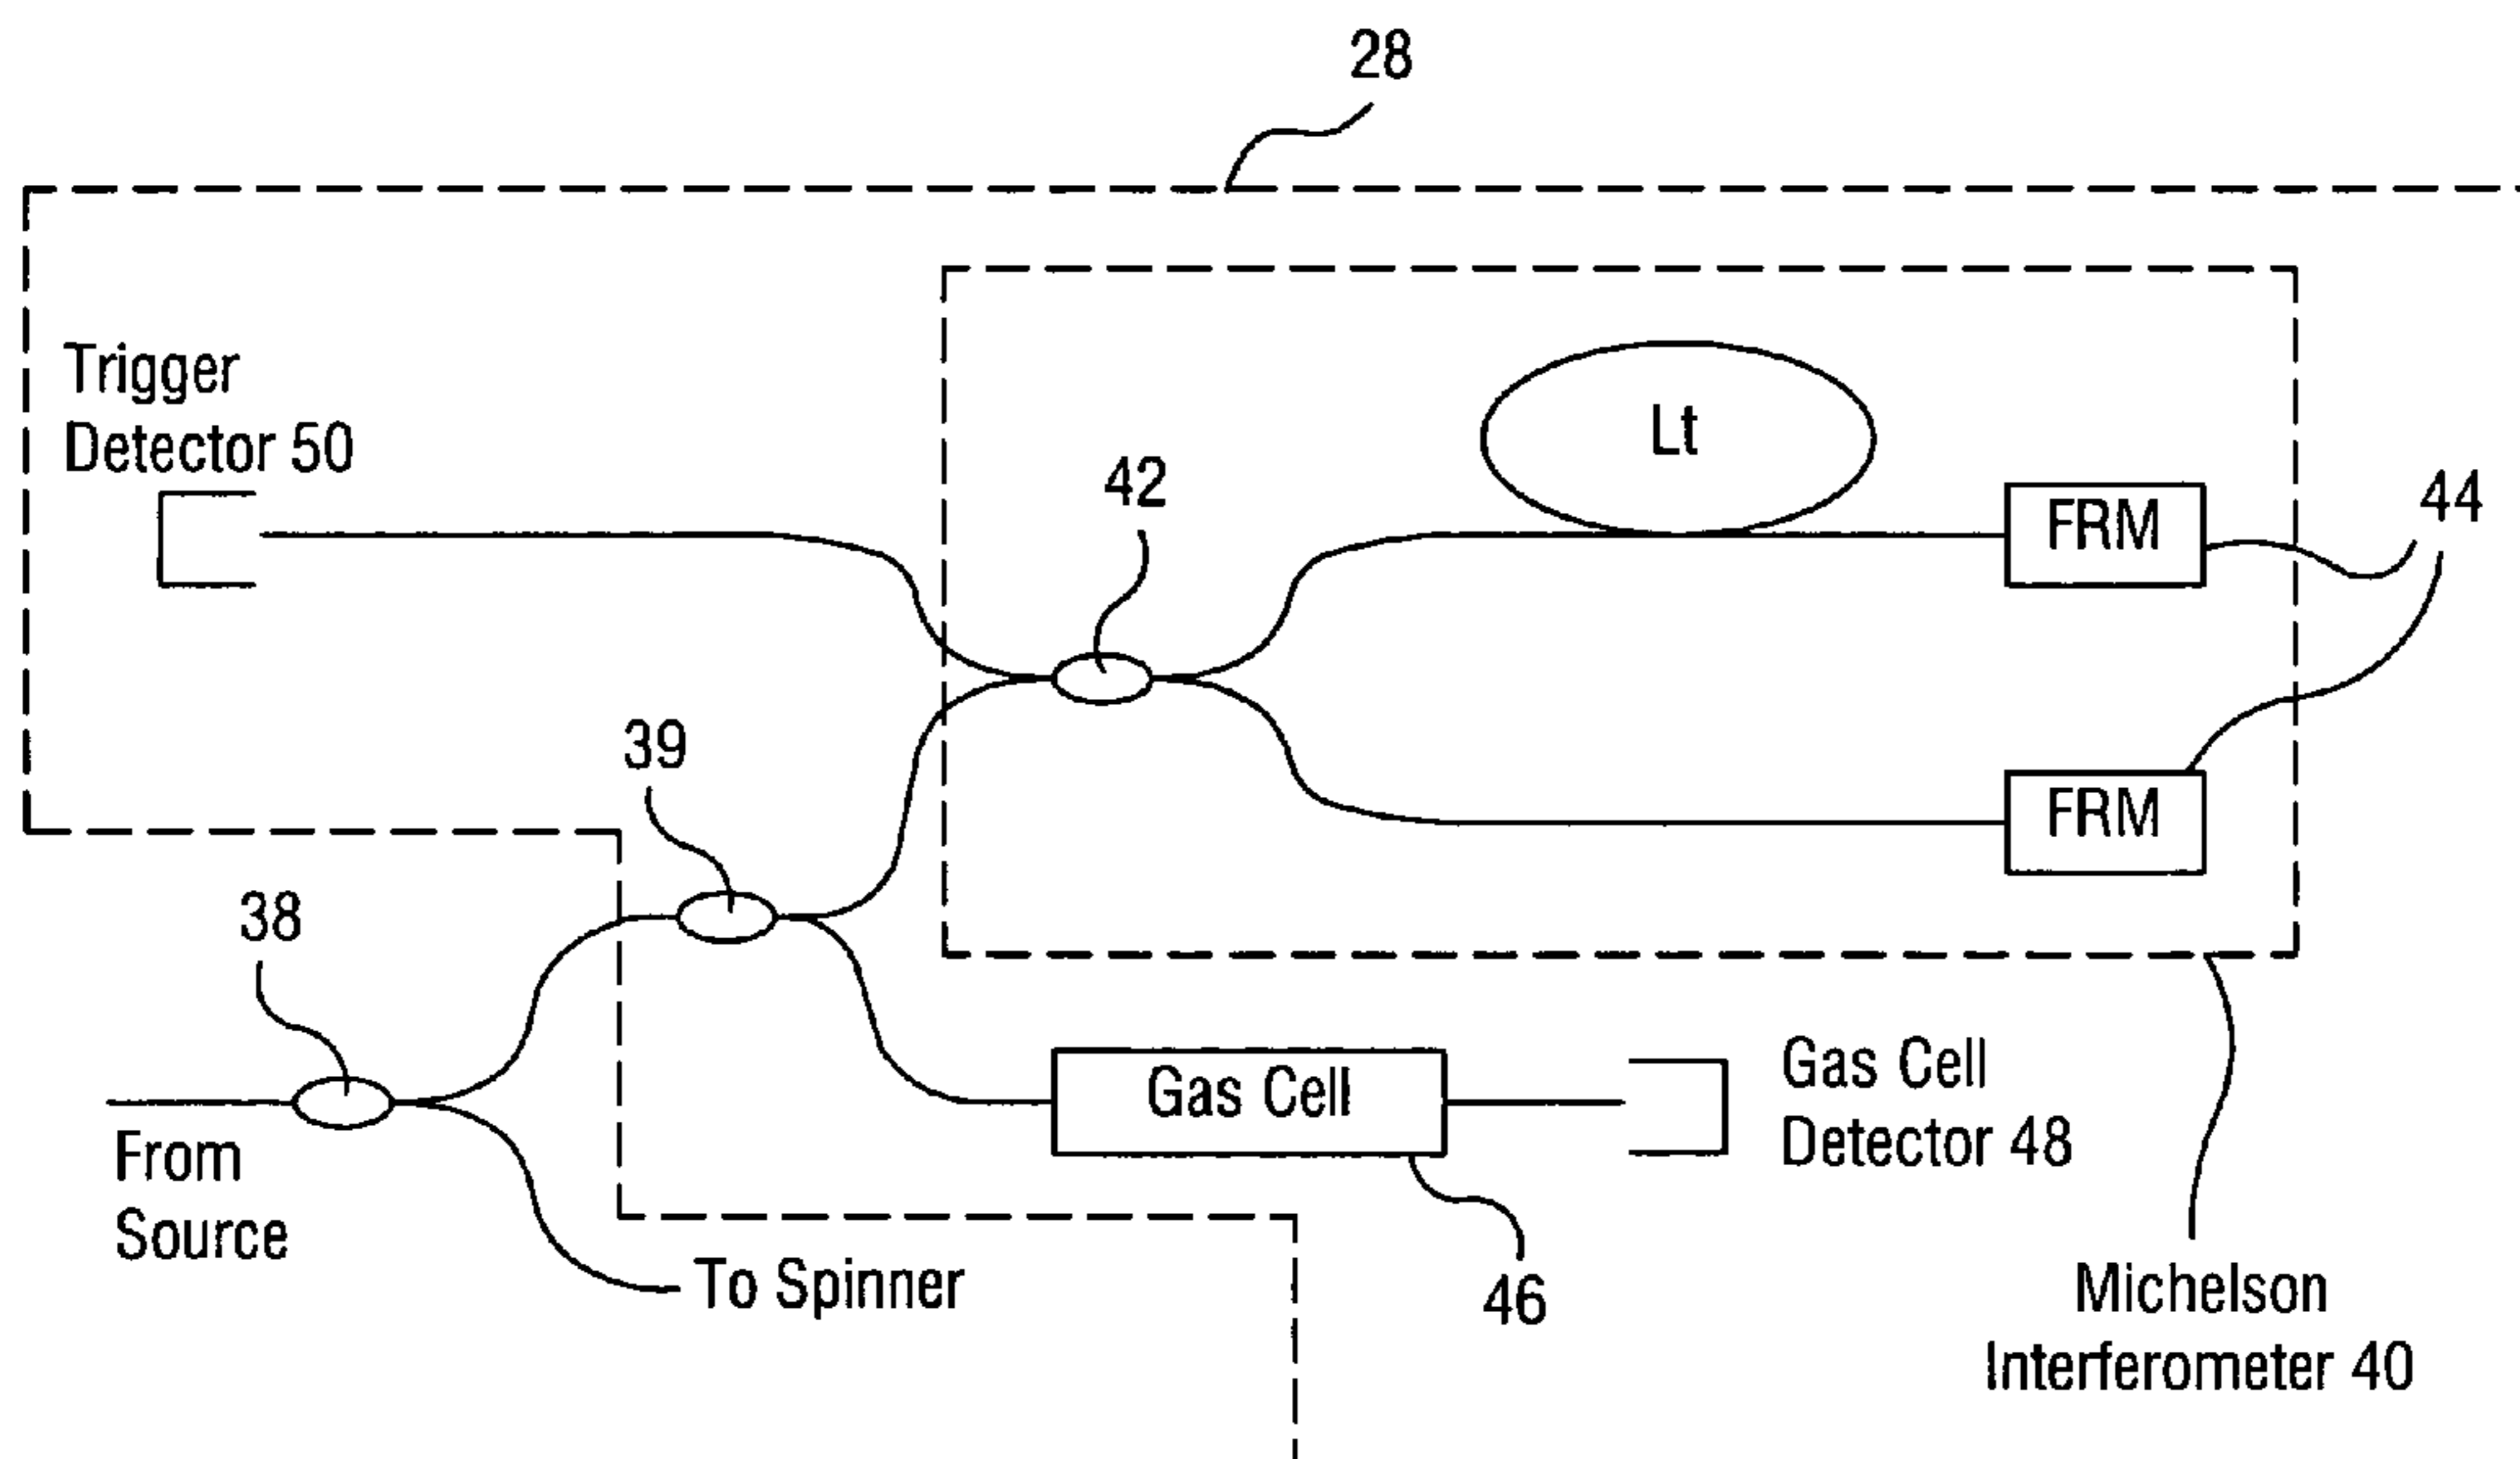 28
Trigger
Detector 50
Lt
42
FRM
44
39
FRM
38
Gas Cell
Gas Cell
Detector 48
From
Source
To Spinner
46
Michelson
Interferometer 40